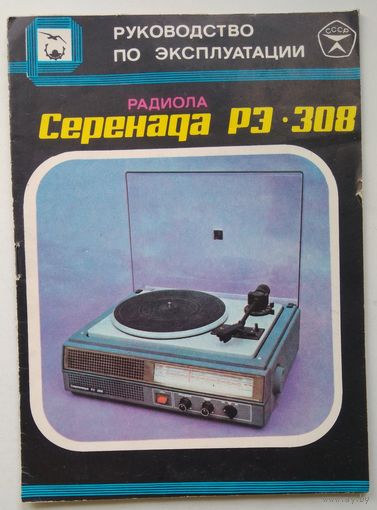 РУКОВОДСТВО
ПО ЭКСПЛУАТАЦИИ
СССР
РАДИОЛА
Серенада РЭ·308